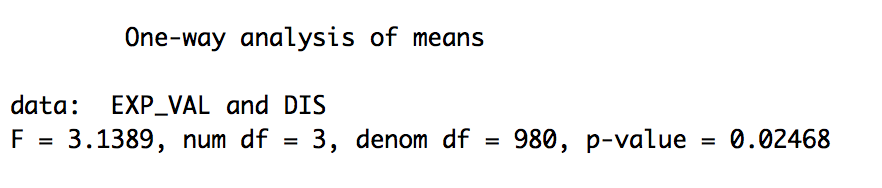 One-way analysis of means
data: EXP_VAL and DIS
F = 3.1389, num df = 3, denom df = 980, p-value = 0.02468